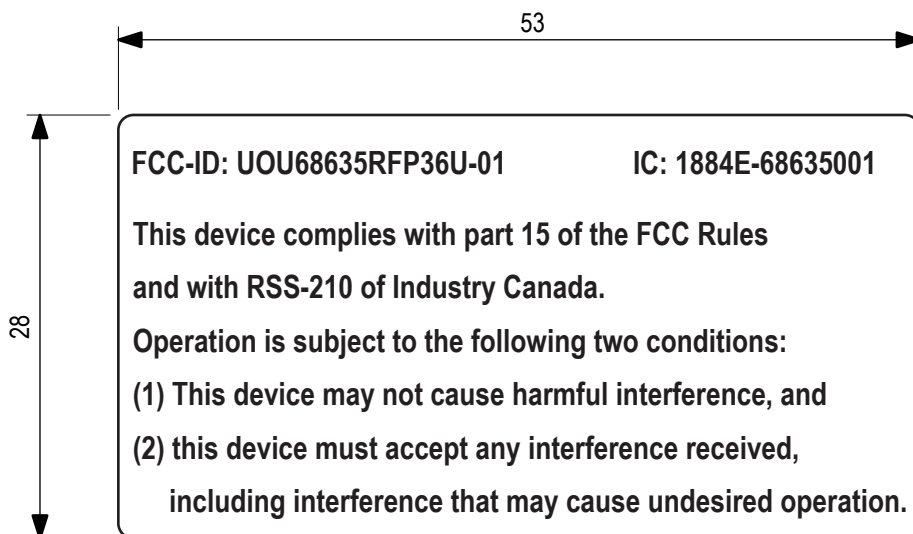 53
28
FCC-ID: UOU68635RFP36U-01 IC: 1884E-68635001
This device complies with part 15 of the FCC Rules
and with RSS-210 of Industry Canada.
Operation is subject to the following two conditions:
(1) This device may not cause harmful interference, and
(2) this device must accept any interference received,
including interference that may cause undesired operation.